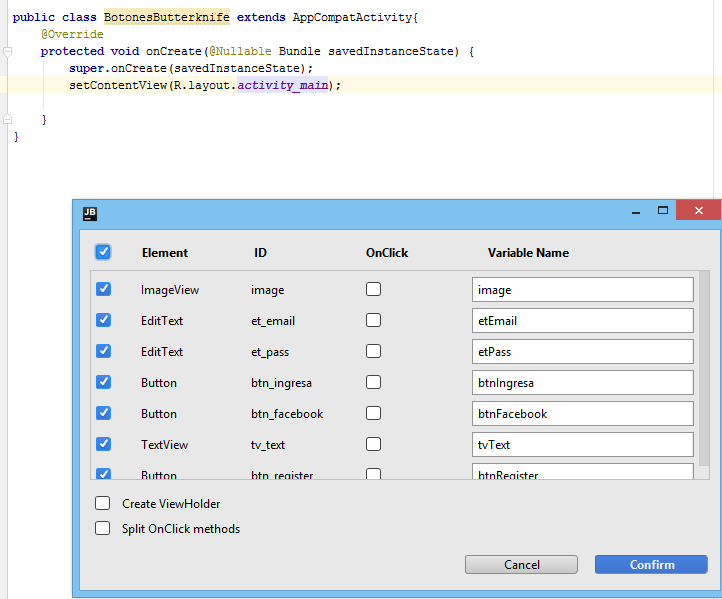 public class BotonesButterknife extends AppCompatActivity{
@Override
protected void onCreate(@Nullable Bundle savedInstanceState) {
super.onCreate(savedInstanceState);
setContentView(R.layout.activity_main);
}
}
JB
Element ID OnClick Variable Name
ImageView image image
EditText et_email etEmail
EditText et_pass etPass
Button btn_ingresa btnIngresa
Button btn_facebook btnFacebook
TextView tv_text tvText
Button btn_register btnRegister
Create ViewHolder
Split OnClick methods
Cancel Confirm